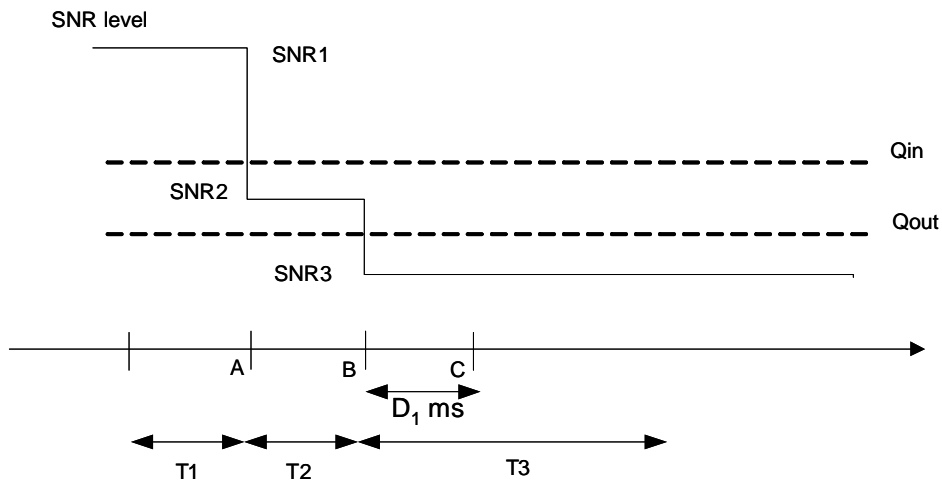 SNR level
SNR1
Qin
SNR2
Qout
SNR3
A
B
C
D₁ ms
T1
T2
T3